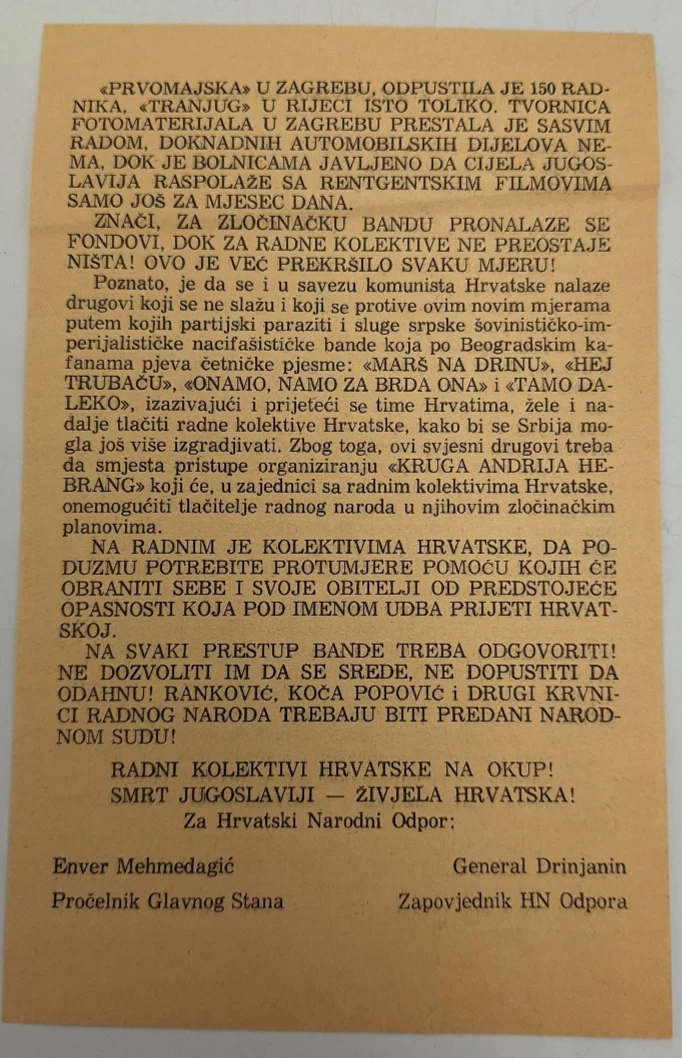 «PRVOMAJSKA» U ZAGREBU, ODPUSTILA JE 150 RAD-
NIKA, «TRANJUG» U RIJECI ISTO TOLIKO. TVORNICA
FOTOMATERIJALA U ZAGREBU PRESTALA JE SASVIM
RADOM, DOKNADNIH AUTOMOBILSKIH DIJELOVA NE-
MA, DOK JE BOLNICAMA JAVLJENO DA CIJELA JUGOS-
LAVIJA RASPOLAŽE SA RENTGENTSKIM FILMOVIMA
SAMO JOŠ ZA MJESEC DANA.
ZNAČI, ZA ZLOČINAČKU BANDU PRONALAZE SE
FONDOVI, DOK ZA RADNE KOLEKTIVE NE PREOSTAJE
NIŠTA! OVO JE VEĆ PREKRŠILO SVAKU MJERU!
Poznato, je da se i u savezu komunista Hrvatske nalaze
drugovi koji se ne slažu i koji se protive ovim novim mjerama
putem kojih partijski paraziti i sluge srpske šovinističko-im-
perijalističke nacifašističke bande koja po Beogradskim ka-
fanama pjeva četničke pjesme: «MARŠ NA DRINU», «HEJ
TRUBAČU», «ONAMO, NAMO ZA BRDA ONA» i «TAMO DA-
LEKO», izazivajući i prijeteći se time Hrvatima, žele i na-
dalje tlačiti radne kolektive Hrvatske, kako bi se Srbija mo-
gla još više izgradjivati. Zbog toga, ovi svjesni drugovi treba
da smjesta pristupe organiziranju «KRUGA ANDRIJA HE-
BRANG» koji će, u zajednici sa radnim kolektivima Hrvatske,
onemogućiti tlačitelje radnog naroda u njihovim zločinačkim
planovima.
NA RADNIM JE KOLEKTIVIMA HRVATSKE, DA PO-
DUZMU POTREBITE PROTUMJERE POMOĆU KOJIH ĆE
OBRANITI SEBE I SVOJE OBITELJI OD PREDSTOJEĆE
OPASNOSTI KOJA POD IMENOM UDBA PRIJETI HRVAT-
SKOJ.
NA SVAKI PRESTUP BANDE TREBA ODGOVORITI!
NE DOZVOLITI IM DA SE SREDE, NE DOPUSTITI DA
ODAHNU! RANKOVIĆ, KOČA POPOVIĆ i DRUGI KRVNI-
CI RADNOG NARODA TREBAJU BITI PREDANI NAROD-
NOM SUDU!
RADNI KOLEKTIVI HRVATSKE NA OKUP!
SMRT JUGOSLAVIJI — ŽIVJELA HRVATSKA!
Za Hrvatski Narodni Odpor:
Enver Mehmedagić General Drinjanin
Pročelnik Glavnog Stana Zapovjednik HN Odpora